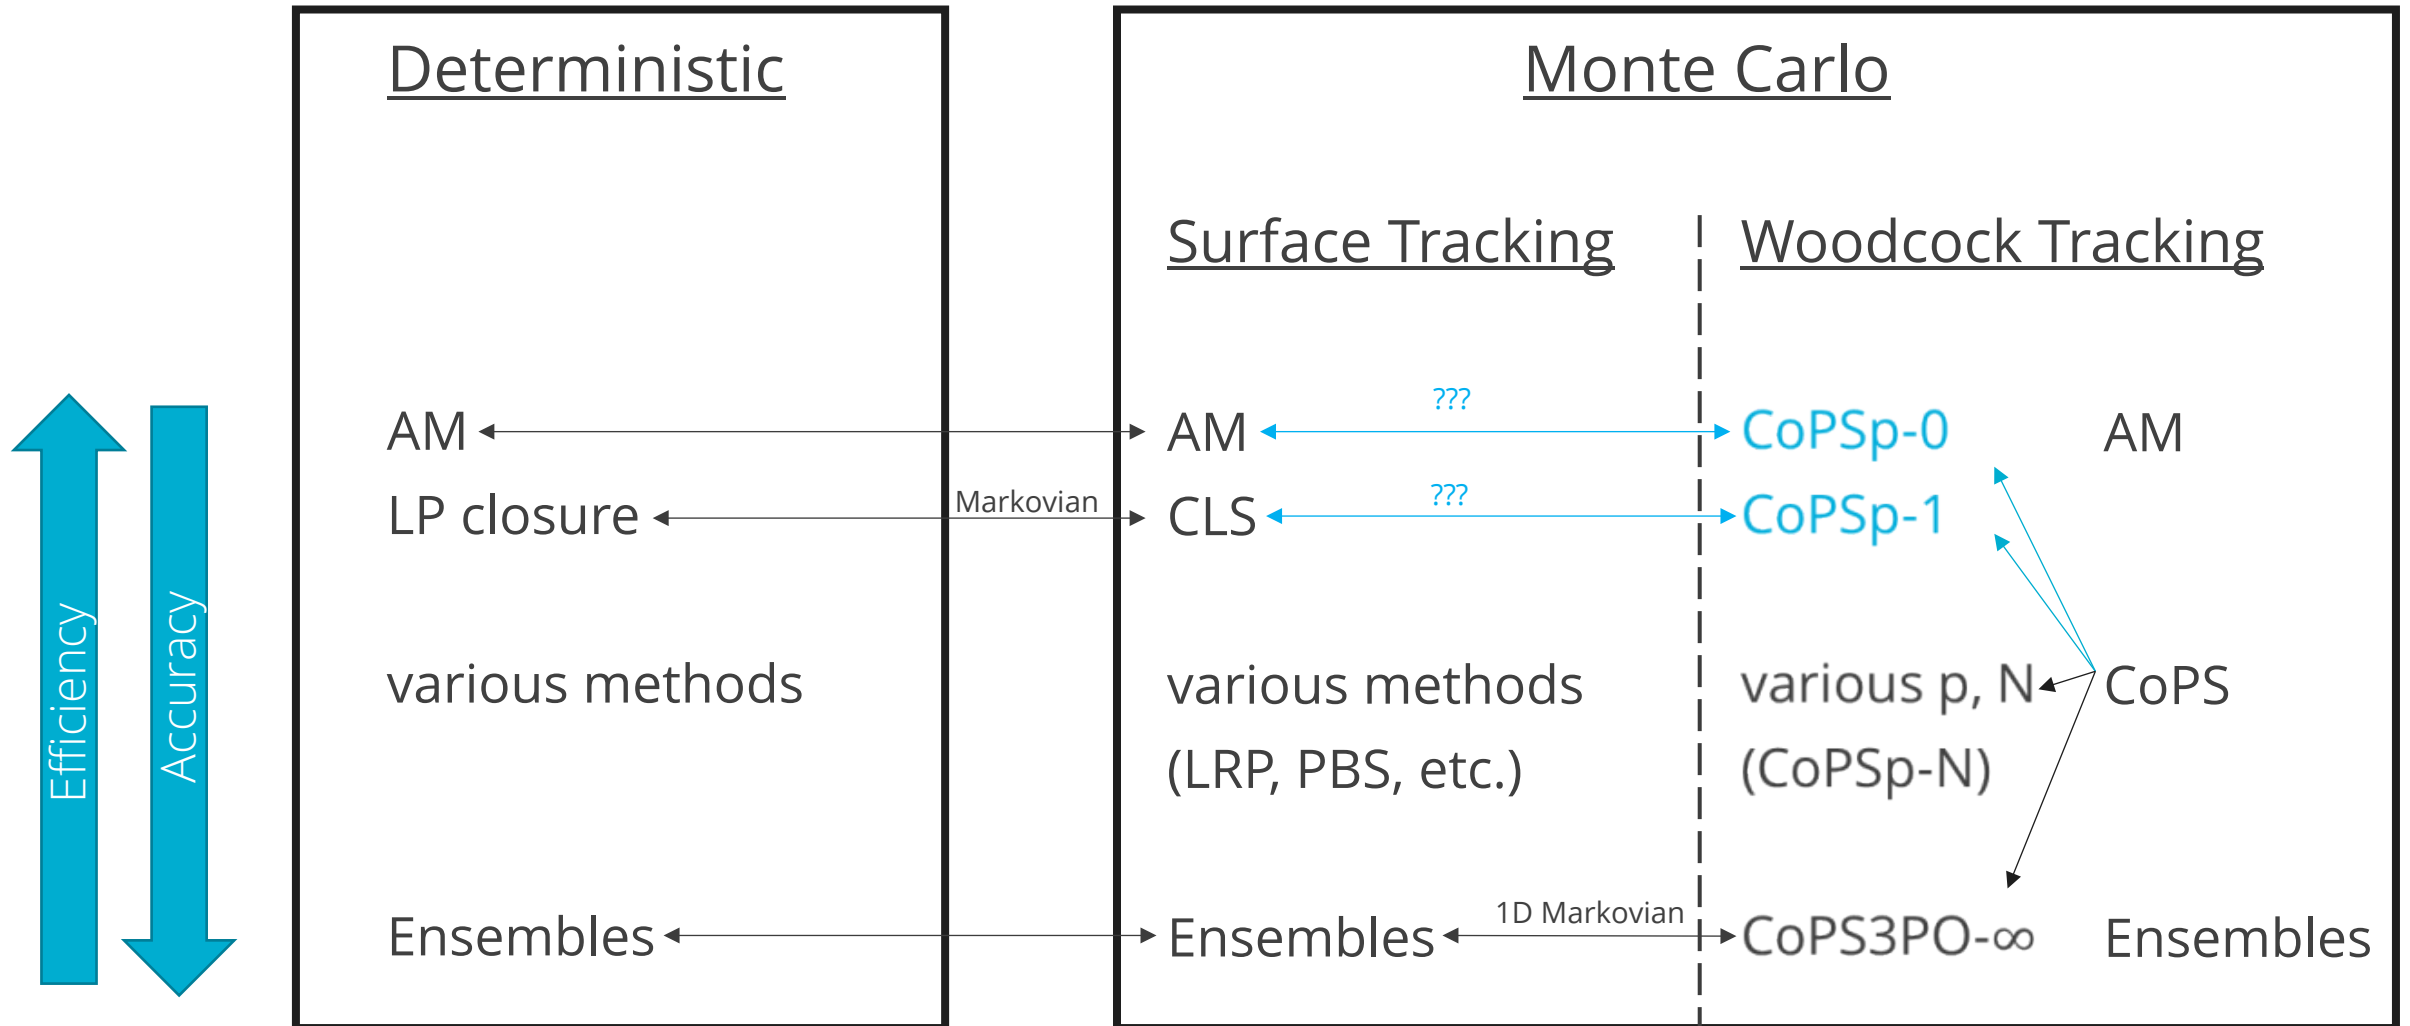 Deterministic
Monte Carlo
Surface Tracking
Woodcock Tracking
???
AM
AM
CoPSp-0
AM
???
Markovian
LP closure
CLS
CoPSp-1
Efficiency
Accuracy
various methods
various methods
various p, N
CoPS
(LRP, PBS, etc.)
(CoPSp-N)
1D Markovian
Ensembles
Ensembles
CoPS3PO-∞
Ensembles